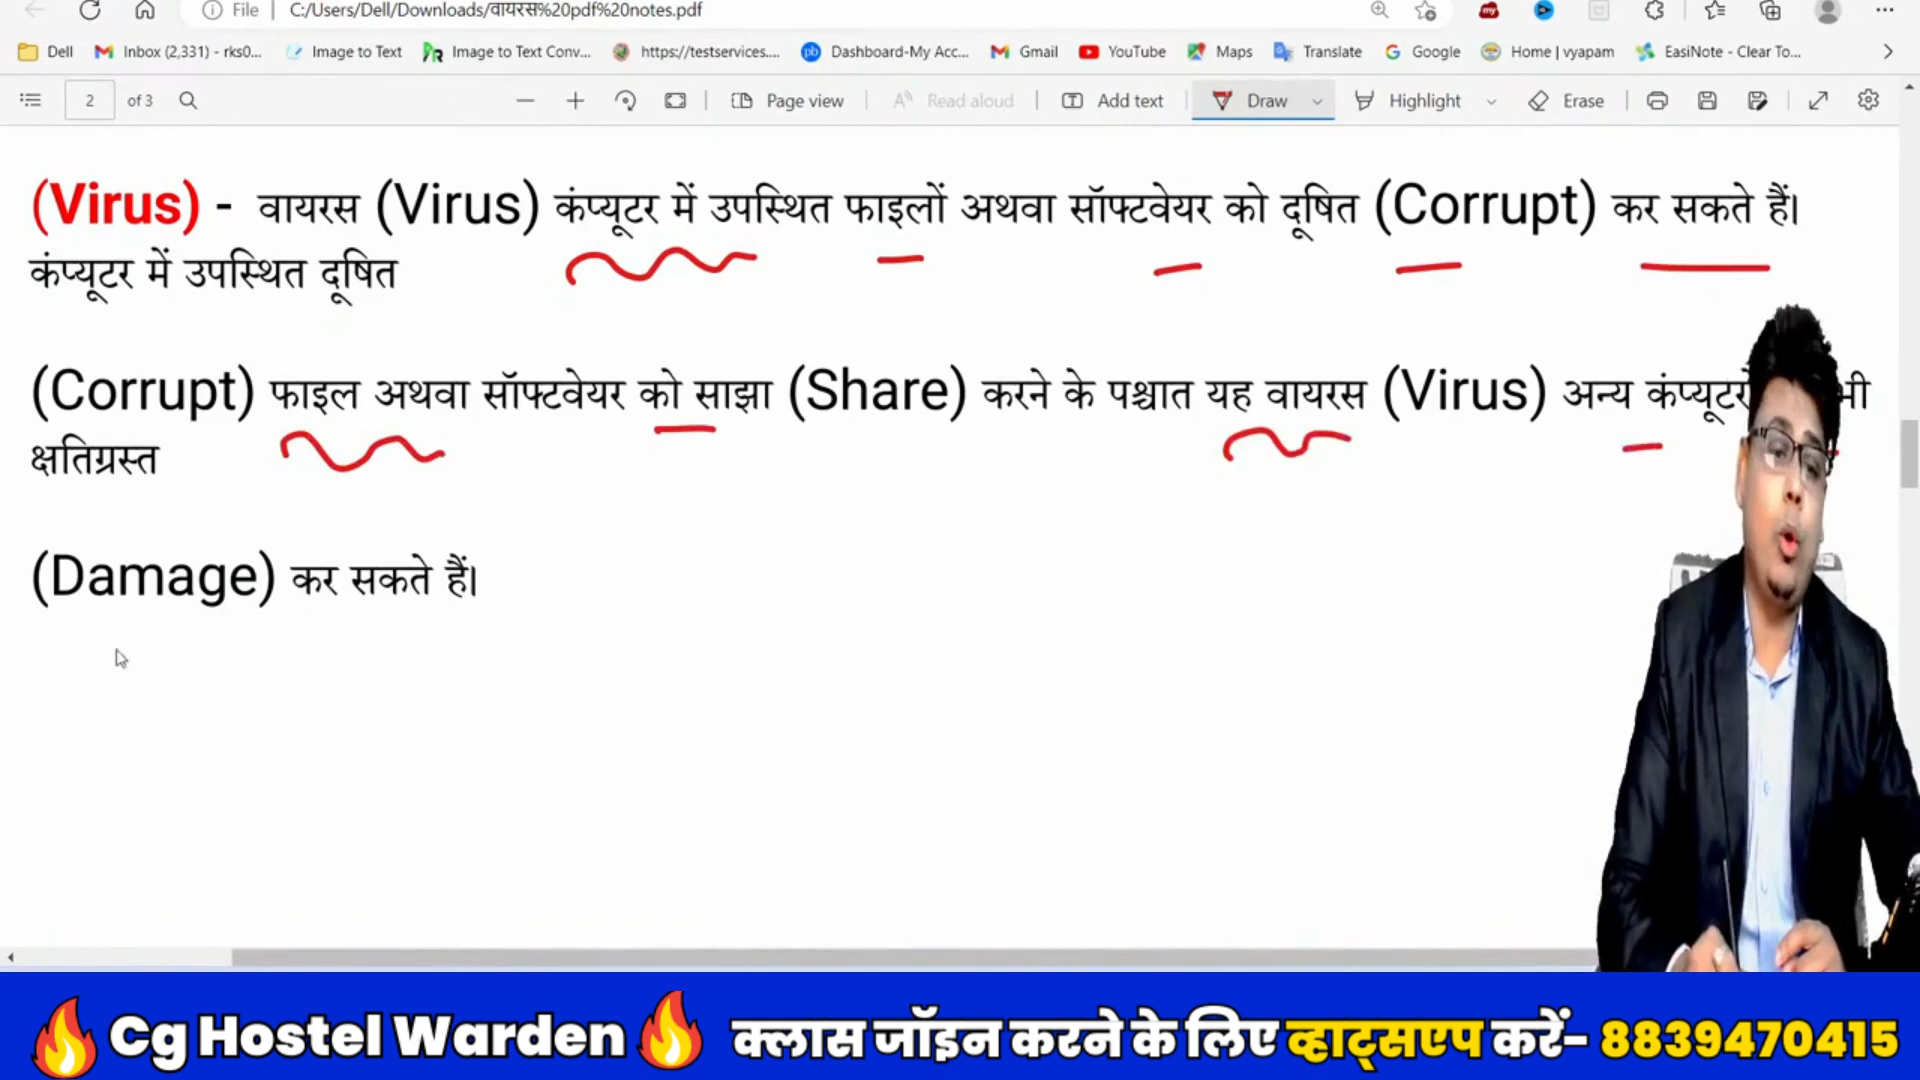 File | C:/Users/Dell/Downloads/वायरस%20pdf%20notes.pdf
Dell Inbox (2,331) - rks0... Image to Text Image to Text Conv... https://testservices.... Dashboard-My Acc... Gmail YouTube Maps Translate Google Home | vyapam EasiNote - Clear To...
2 of 3 Page view Read aloud Add text Draw Highlight Erase
(Virus) - वायरस (Virus) कंप्यूटर में उपस्थित फाइलों अथवा सॉफ्टवेयर को दूषित (Corrupt) कर सकते हैं।
कंप्यूटर में उपस्थित दूषित
(Corrupt) फाइल अथवा सॉफ्टवेयर को साझा (Share) करने के पश्चात यह वायरस (Virus) अन्य भी
क्षतिग्रस्त
(Damage) कर सकते हैं।
Cg Hostel Warden क्लास जॉइन करने के लिए व्हाट्सएप करें- 8839470415